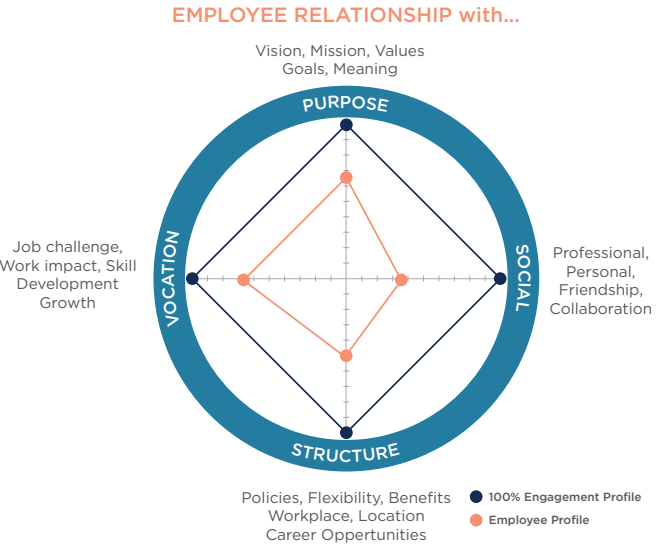 EMPLOYEE RELATIONSHIP with...
Vision, Mission, Values
Goals, Meaning
PURPOSE
Job challenge,
Work impact, Skill
Development
Growth
VOCATION
SOCIAL
Professional,
Personal,
Friendship,
Collaboration
STRUCTURE
Policies, Flexibility, Benefits
Workplace, Location
Career Oppertunities
100% Engagement Profile
Employee Profile